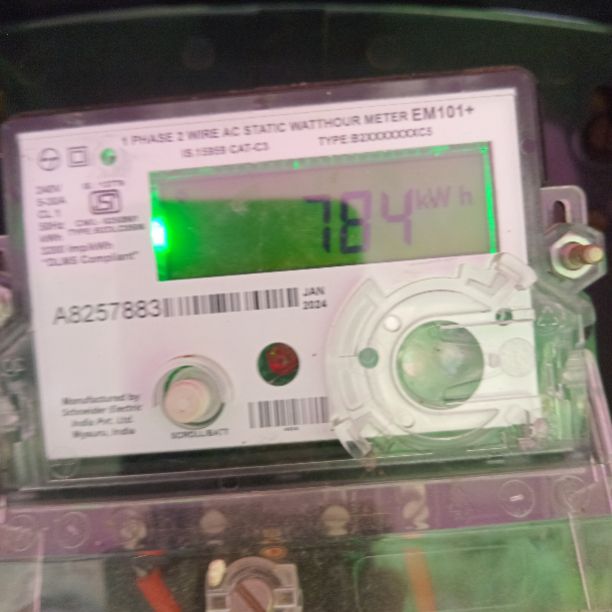 1 PHASE 2 WIRE AC STATIC WATTHOUR METER EM101+
IS.15959 CAT-C3 TYPE:B2XXXXXXXC5
240V
5-30A
CL 1
50Hz
kWh
3200 imp/kWh
"DLMS Compliant"
784 kWh
A8257883
JAN
2024
Manufactured by
Schneider Electric
India Pvt. Ltd.
Mysuru, India
SCROLL/BATT